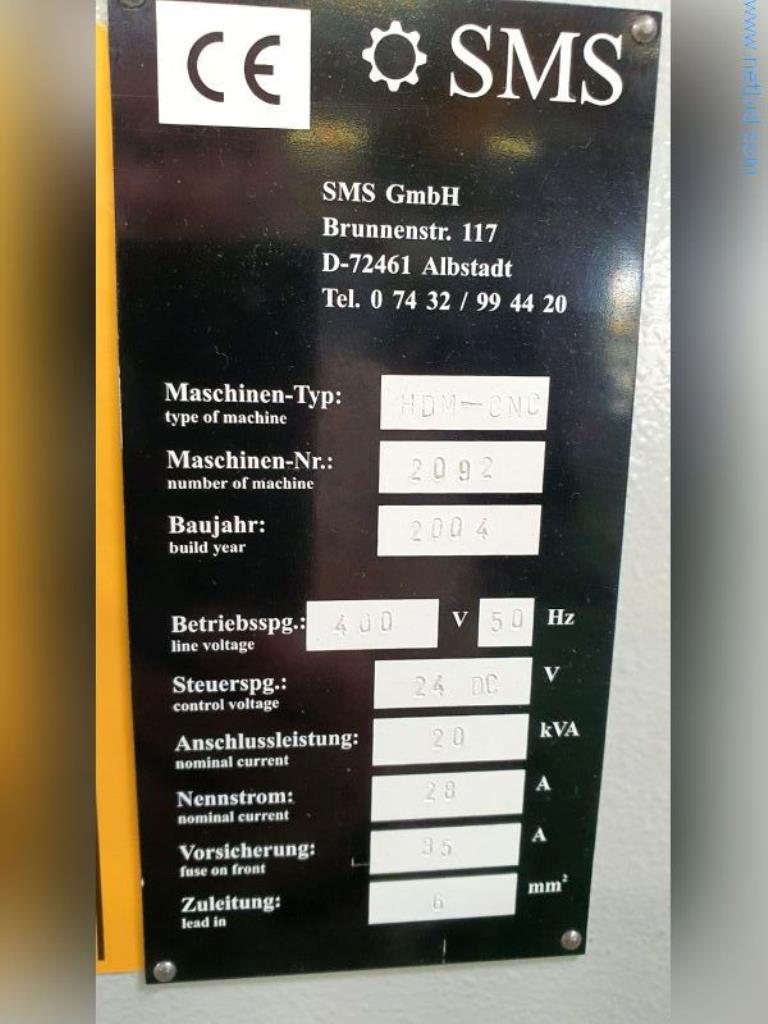 CE SMS
SMS GmbH
Brunnenstr. 117
D-72461 Albstadt
Tel. 0 74 32 / 99 44 20
Maschinen-Typ: HDM-CNC
type of machine
Maschinen-Nr.: 2092
number of machine
Baujahr: 2004
build year
Betriebsspg.: 400 V 50 Hz
line voltage
Steuerspg.: 24 DC V
control voltage
Anschlussleistung: 20 kVA
nominal current
Nennstrom: 28 A
nominal current
Vorsicherung: 35 A
fuse on front
Zuleitung: 6 mm²
lead in